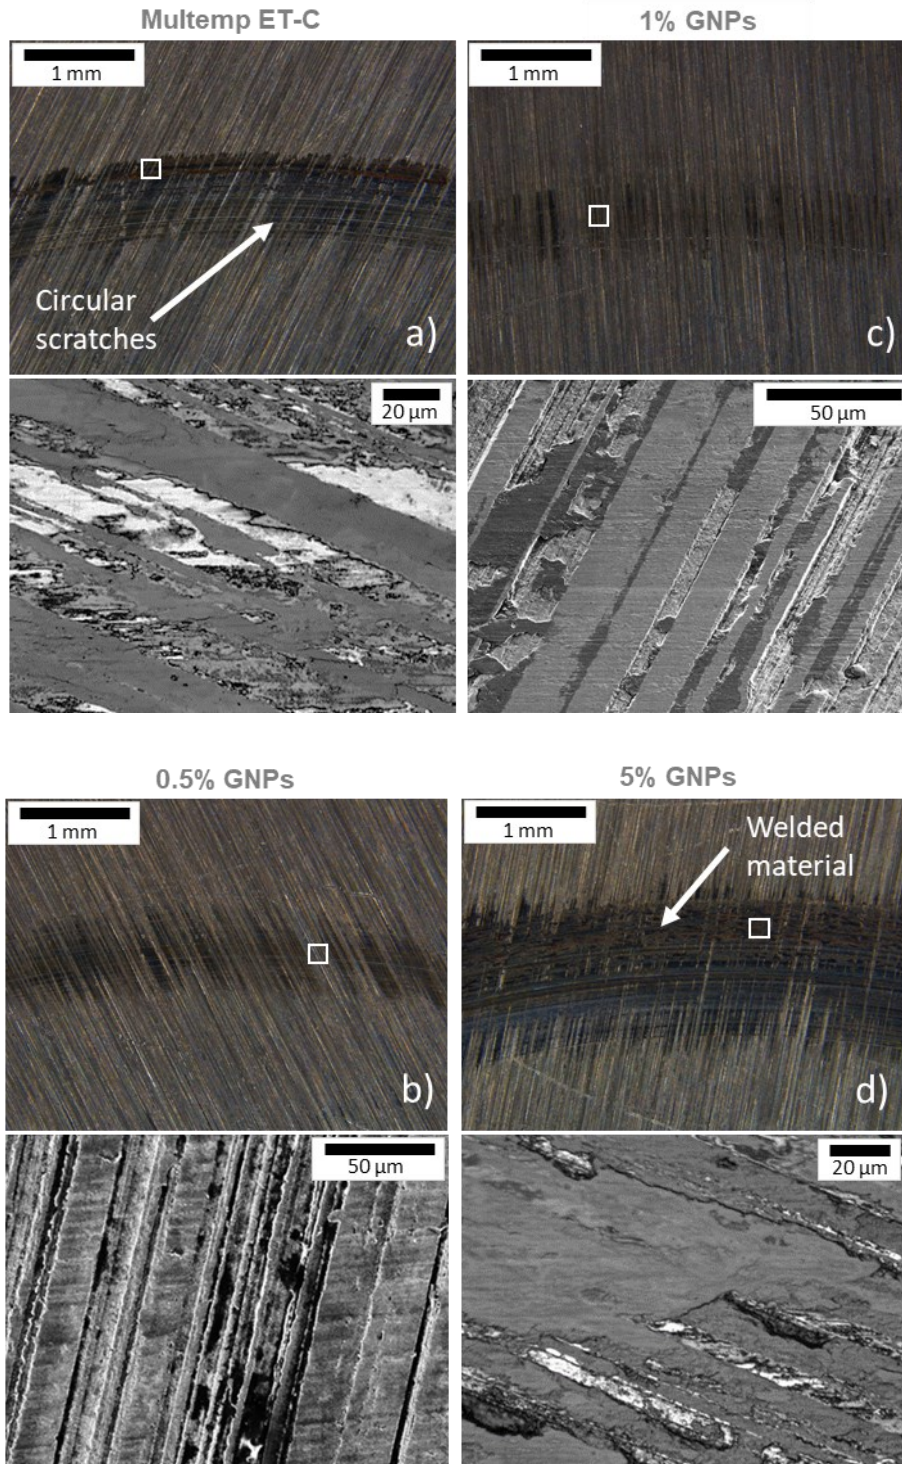 Multemp ET-C
1% GNPs
1 mm
1 mm
Circular
scratches
a)
c)
20 µm
50 µm
0.5% GNPs
5% GNPs
1 mm
1 mm
Welded
material
b)
d)
50 µm
20 µm